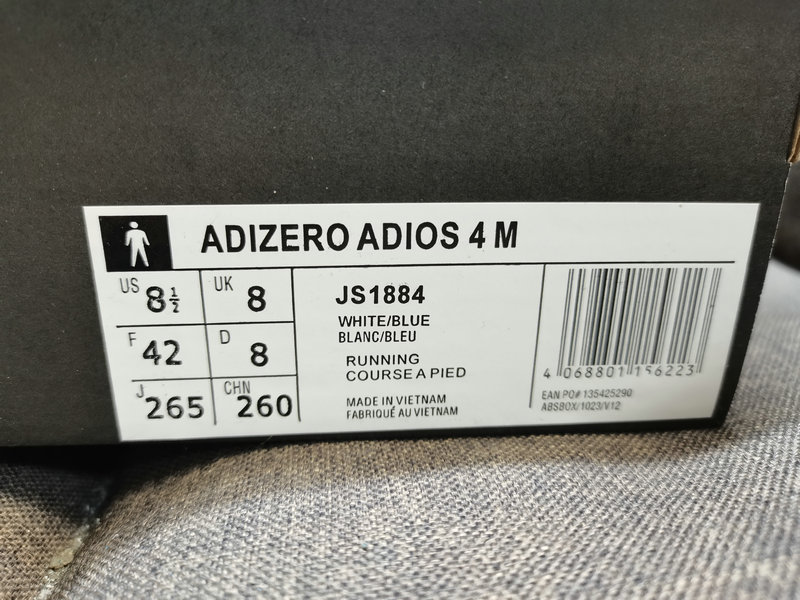 ADIZERO ADIOS 4 M
US 8½ UK 8
F 42 D 8
J 265 CHN 260
JS1884
WHITE/BLUE
BLANC/BLEU
RUNNING
COURSE A PIED
MADE IN VIETNAM
FABRIQUÉ AU VIETNAM
4 068801 156223
EAN PO# 135425290
ABSBOX/1023/V12